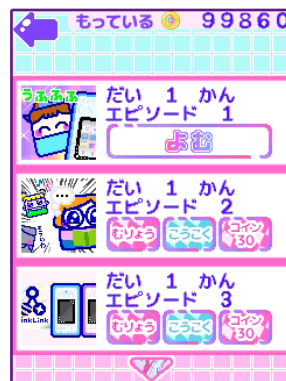 もっている 99860
うふふふ
だい 1 かん
エピソード 1
よむ
...
だい 1 かん
エピソード 2
むりょう こうこく コイン
130
だい 1 かん
エピソード 3
inkLink
むりょう こうこく コイン
130